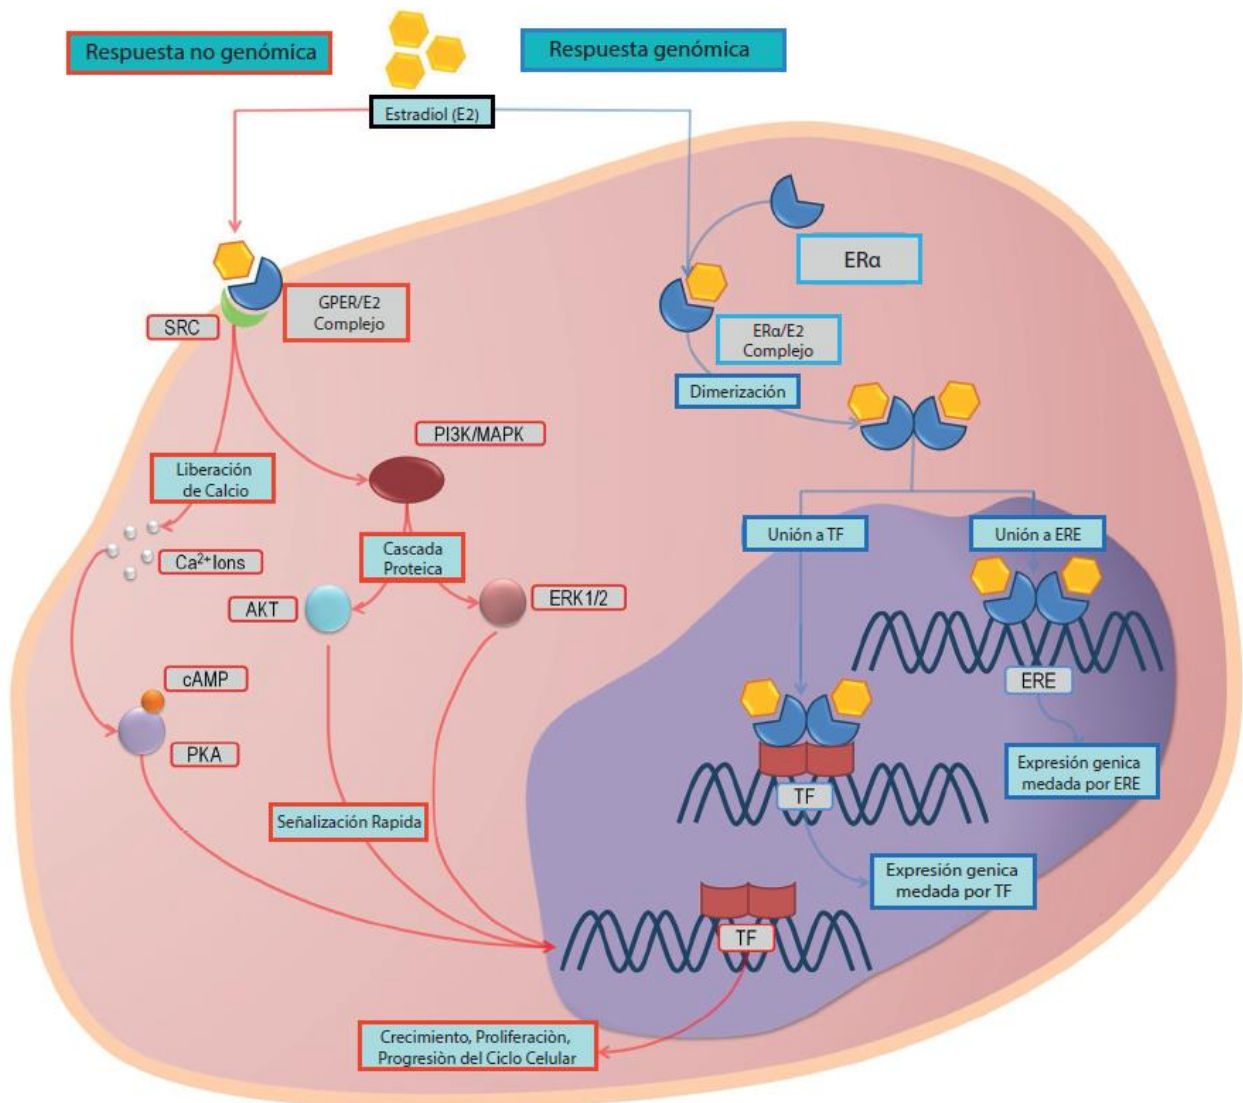 Respuesta no genómica
Respuesta genómica
Estradiol (E2)
ERα
GPER/E2
Complejo
SRC
ERα/E2
Complejo
Dimerización
PI3K/MAPK
Liberación
de Calcio
Unión a TF
Unión a ERE
Cascada
Proteica
Ca²⁺Ions
AKT
ERK1/2
cAMP
ERE
PKA
Expresión genica
medada por ERE
TF
Señalización Rapida
Expresión genica
medada por TF
TF
Crecimiento, Proliferaciòn,
Progresiòn del Ciclo Celular